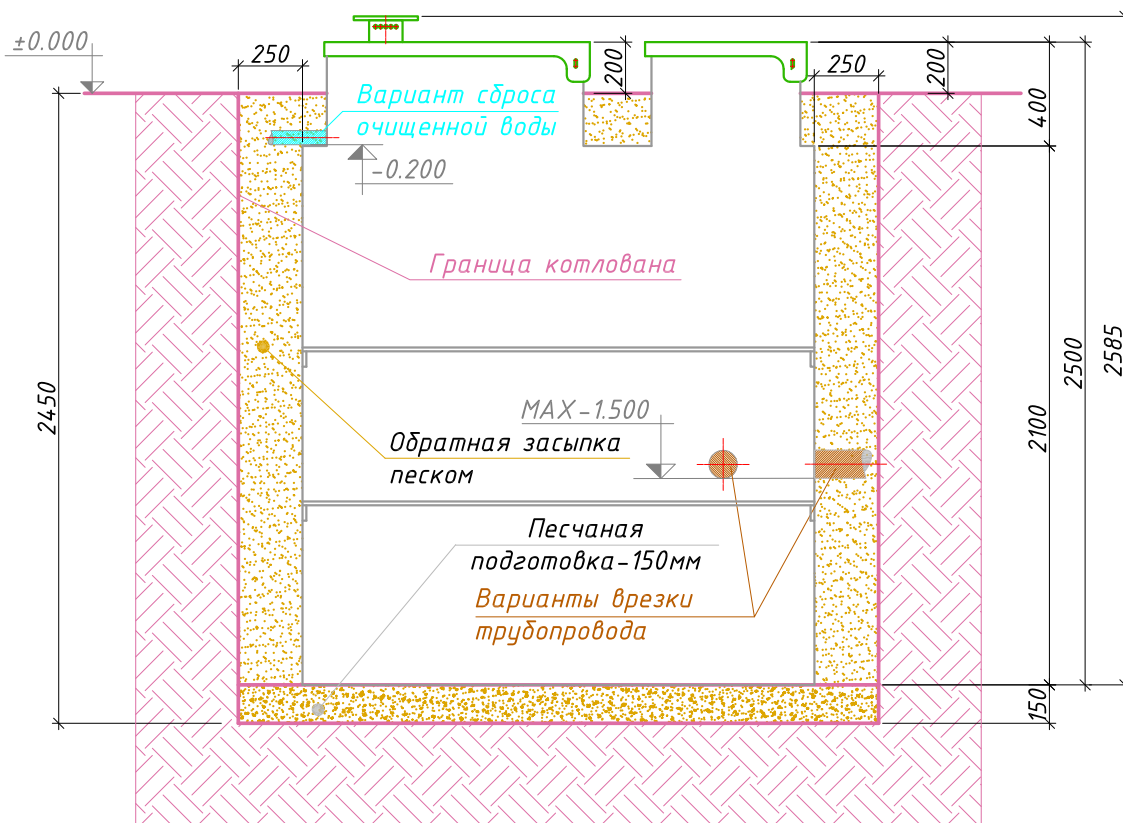 ±0.000
250
200
250
200
Вариант сброса
очищенной воды
400
-0.200
Граница котлована
2450
MAX-1.500
2100
2500
2585
Обратная засыпка
песком
Песчаная
подготовка-150мм
Варианты врезки
трубопровода
150